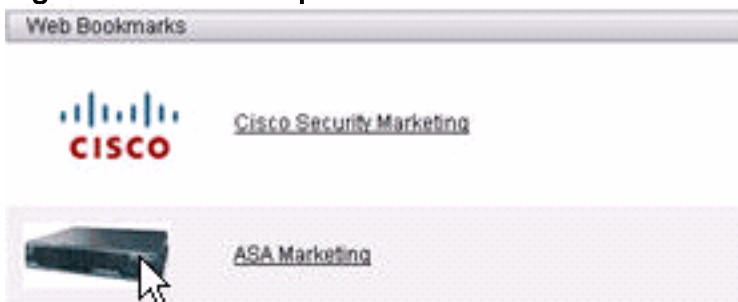 Web Bookmarks
CISCO
Cisco Security Marketing
ASA Marketing